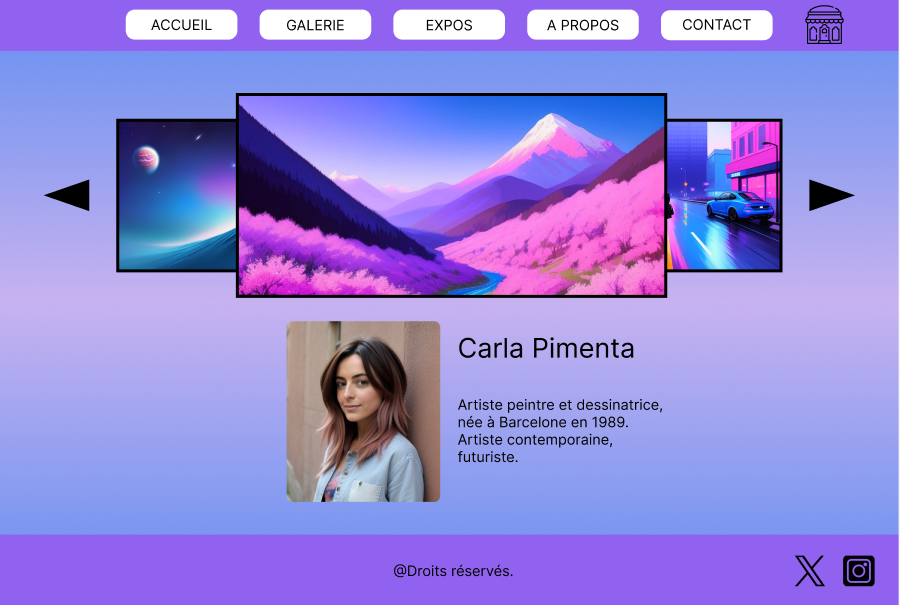 ACCUEIL
GALERIE
EXPOS
A PROPOS
CONTACT
Carla Pimenta
Artiste peintre et dessinatrice,
née à Barcelone en 1989.
Artiste contemporaine,
futuriste.
@Droits réservés.